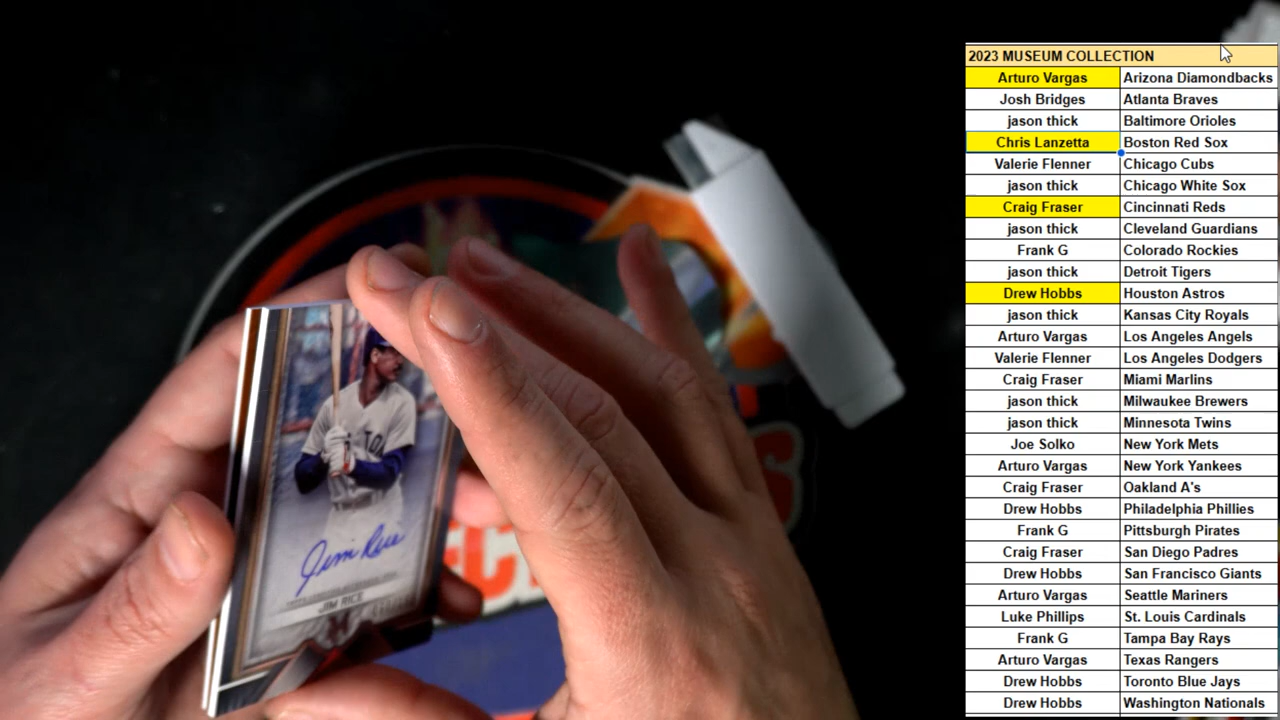 2023 MUSEUM COLLECTION
Arturo Vargas Arizona Diamondbacks
Josh Bridges Atlanta Braves
jason thick Baltimore Orioles
Chris Lanzetta Boston Red Sox
Valerie Flenner Chicago Cubs
jason thick Chicago White Sox
Craig Fraser Cincinnati Reds
jason thick Cleveland Guardians
Frank G Colorado Rockies
jason thick Detroit Tigers
Drew Hobbs Houston Astros
jason thick Kansas City Royals
Arturo Vargas Los Angeles Angels
Valerie Flenner Los Angeles Dodgers
Craig Fraser Miami Marlins
jason thick Milwaukee Brewers
jason thick Minnesota Twins
Joe Solko New York Mets
Arturo Vargas New York Yankees
Craig Fraser Oakland A's
Drew Hobbs Philadelphia Phillies
Frank G Pittsburgh Pirates
Craig Fraser San Diego Padres
Drew Hobbs San Francisco Giants
Arturo Vargas Seattle Mariners
Luke Phillips St. Louis Cardinals
Frank G Tampa Bay Rays
Arturo Vargas Texas Rangers
Drew Hobbs Toronto Blue Jays
Drew Hobbs Washington Nationals
Jim Rice
JIM RICE